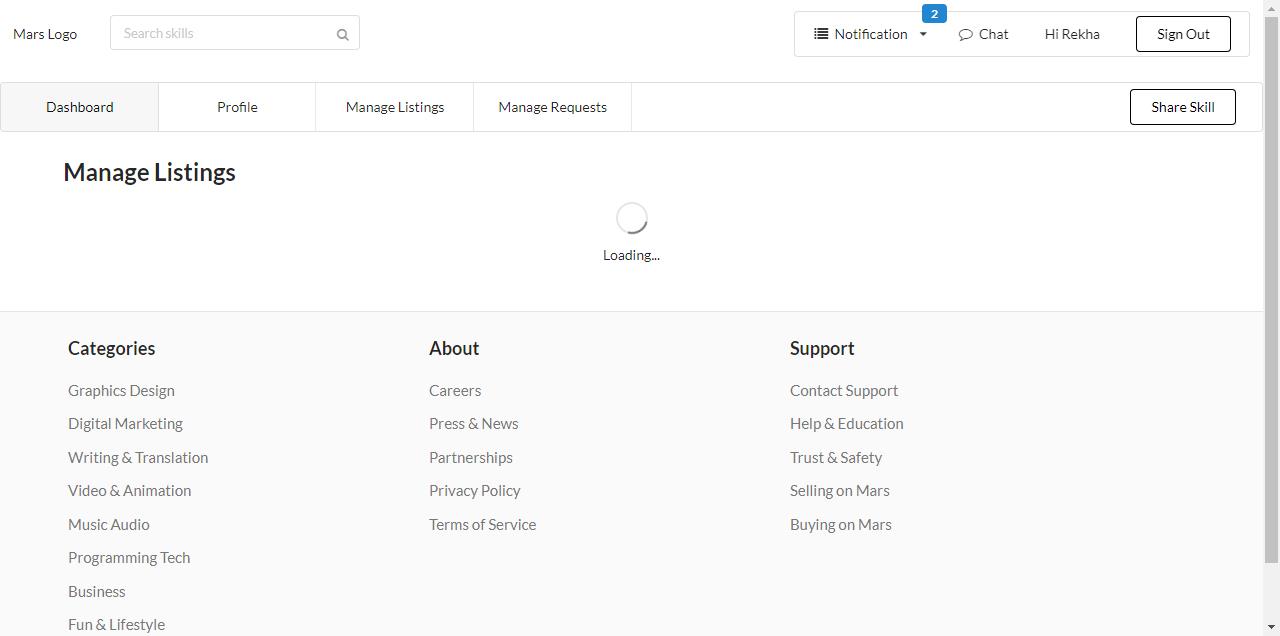 Mars Logo
Search skills
2
Notification
Chat
Hi Rekha
Sign Out
Dashboard
Profile
Manage Listings
Manage Requests
Share Skill
Manage Listings
Loading...
Categories
Graphics Design
Digital Marketing
Writing & Translation
Video & Animation
Music Audio
Programming Tech
Business
Fun & Lifestyle
About
Careers
Press & News
Partnerships
Privacy Policy
Terms of Service
Support
Contact Support
Help & Education
Trust & Safety
Selling on Mars
Buying on Mars